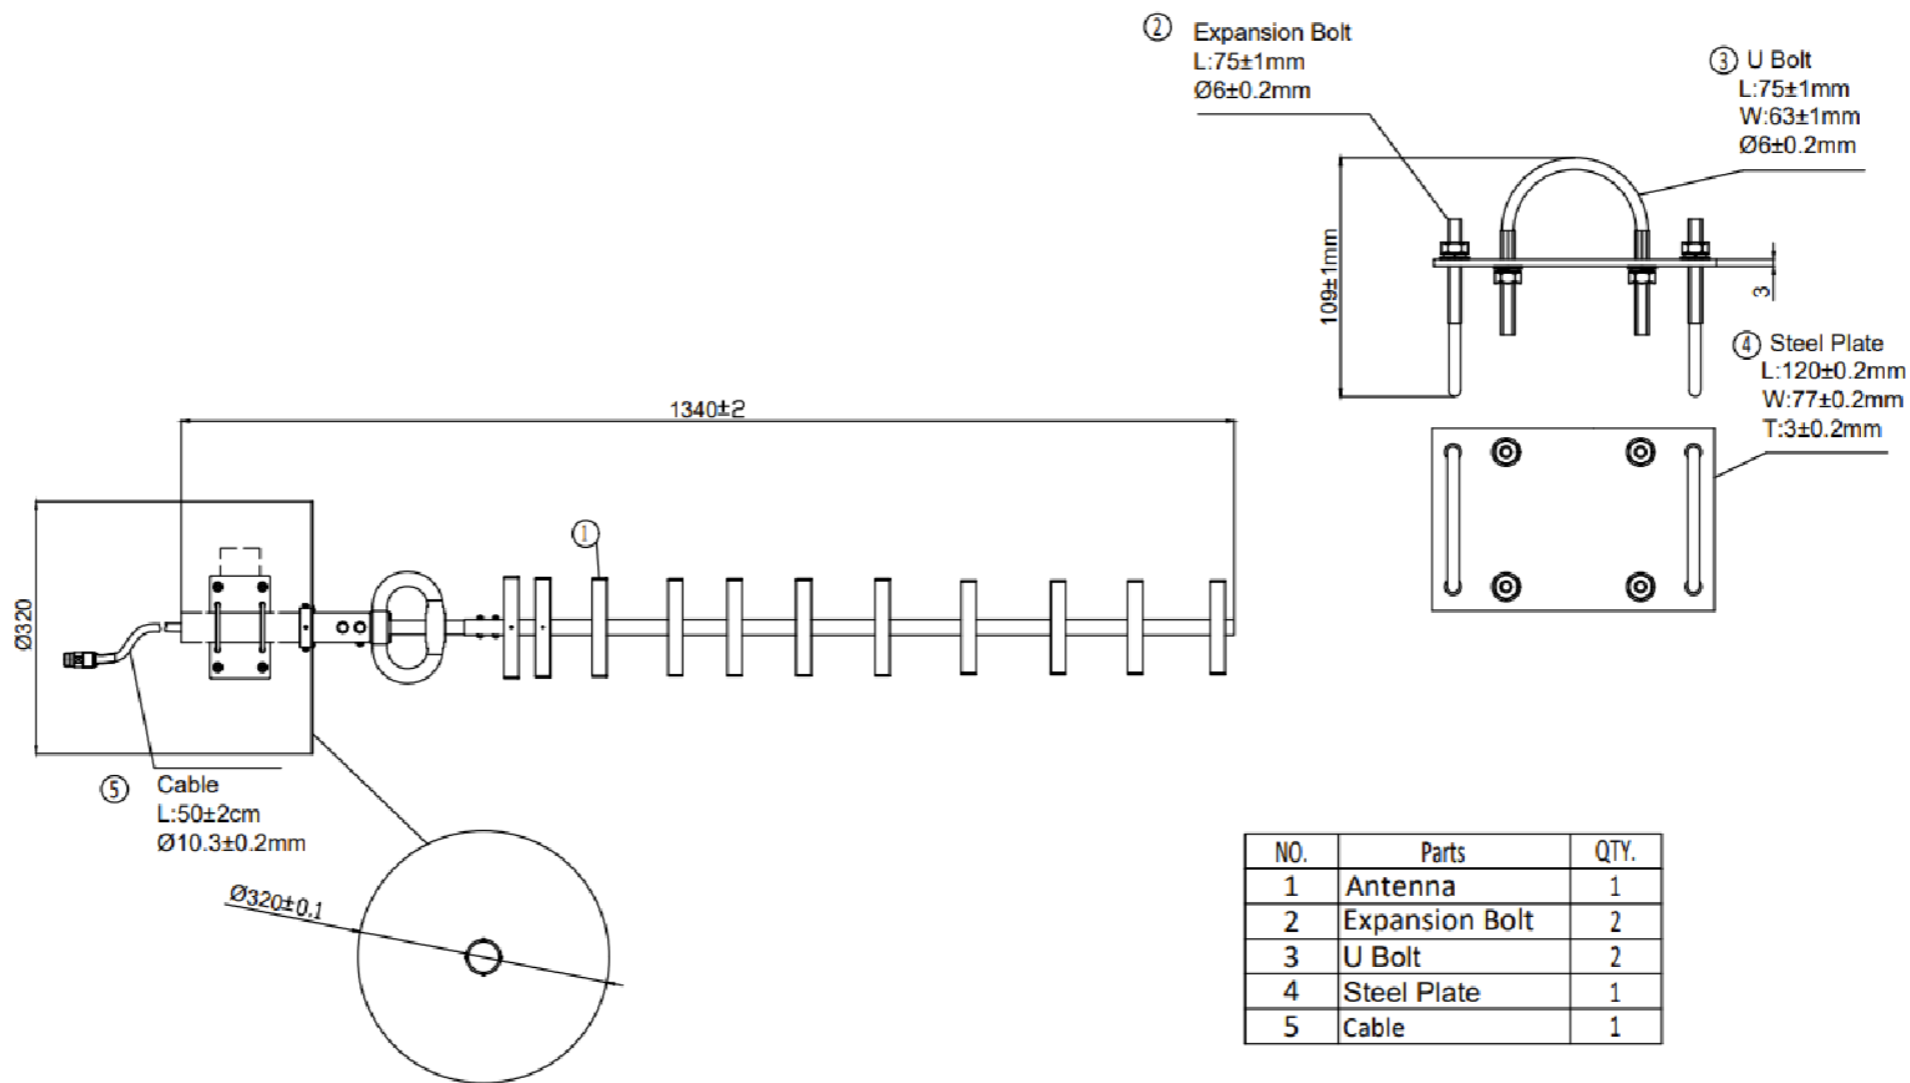 ② Expansion Bolt
L:75±1mm
Ø6±0.2mm
③ U Bolt
L:75±1mm
W:63±1mm
Ø6±0.2mm
109±1mm
3
④ Steel Plate
L:120±0.2mm
W:77±0.2mm
T:3±0.2mm
1340±2
①
Ø320
⑤ Cable
L:50±2cm
Ø10.3±0.2mm
Ø320±0.1
NO. Parts QTY.
1 Antenna 1
2 Expansion Bolt 2
3 U Bolt 2
4 Steel Plate 1
5 Cable 1